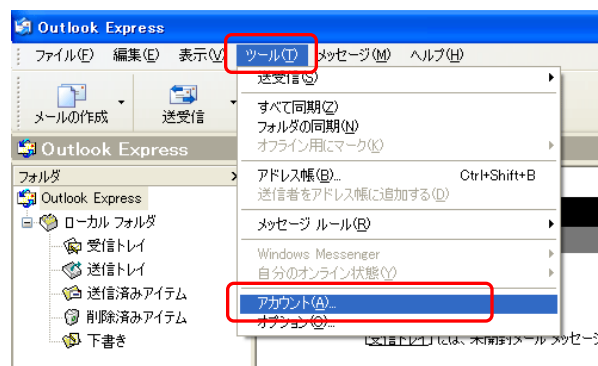 Outlook Express
ファイル(F) 編集(E) 表示(V) ツール(T) メッセージ(M) ヘルプ(H)
メールの作成 送受信
Outlook Express
フォルダ
Outlook Express
ローカル フォルダ
受信トレイ
送信トレイ
送信済みアイテム
削除済みアイテム
下書き
送受信(S)
すべて同期(Z)
フォルダの同期(N)
オフライン用にマーク(K)
アドレス帳(B)... Ctrl+Shift+B
送信者をアドレス帳に追加する(D)
メッセージ ルール(R)
Windows Messenger
自分のオンライン状態(Y)
アカウント(A)...
オプション(O)...
[受信トレイ] には、未開封メール メッセー